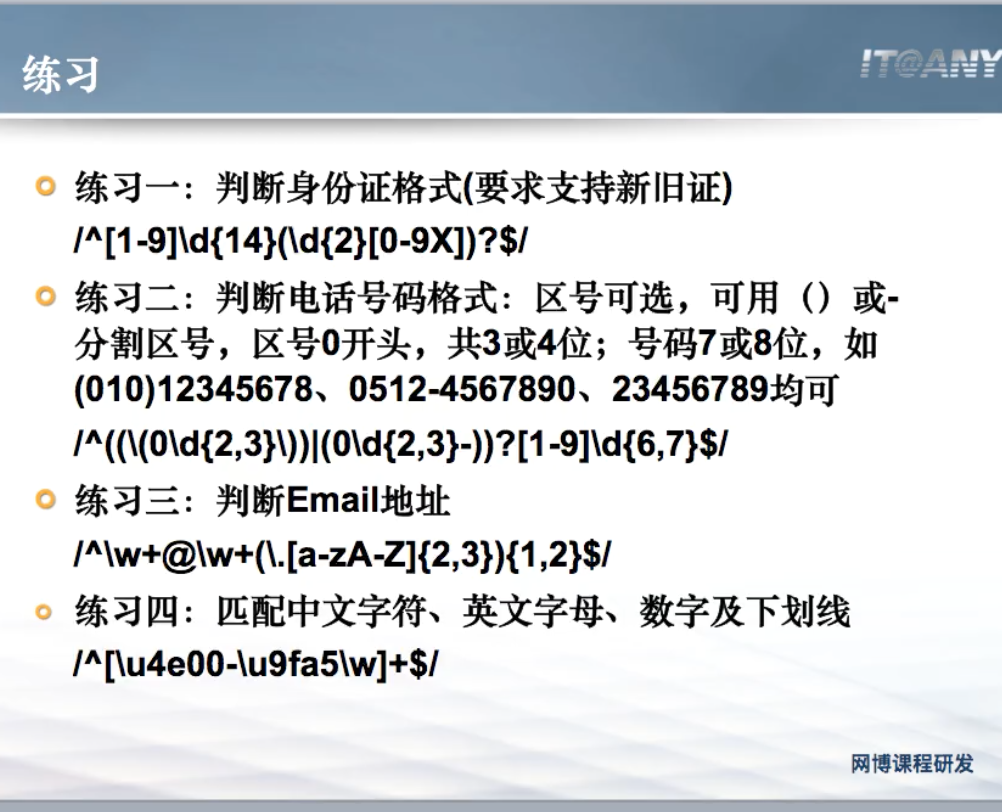 练习
IT@ANY
练习一：判断身份证格式(要求支持新旧证)
/^[1-9]\d{14}(\d{2}[0-9X])?$/
练习二：判断电话号码格式：区号可选，可用（）或-
分割区号，区号0开头，共3或4位；号码7或8位，如
(010)12345678、0512-4567890、23456789均可
/^((\(0\d{2,3}\))|(0\d{2,3}-))?[1-9]\d{6,7}$/
练习三：判断Email地址
/^\w+@\w+(\.[a-zA-Z]{2,3}){1,2}$/
练习四：匹配中文字符、英文字母、数字及下划线
/^[\u4e00-\u9fa5\w]+$/
网博课程研发